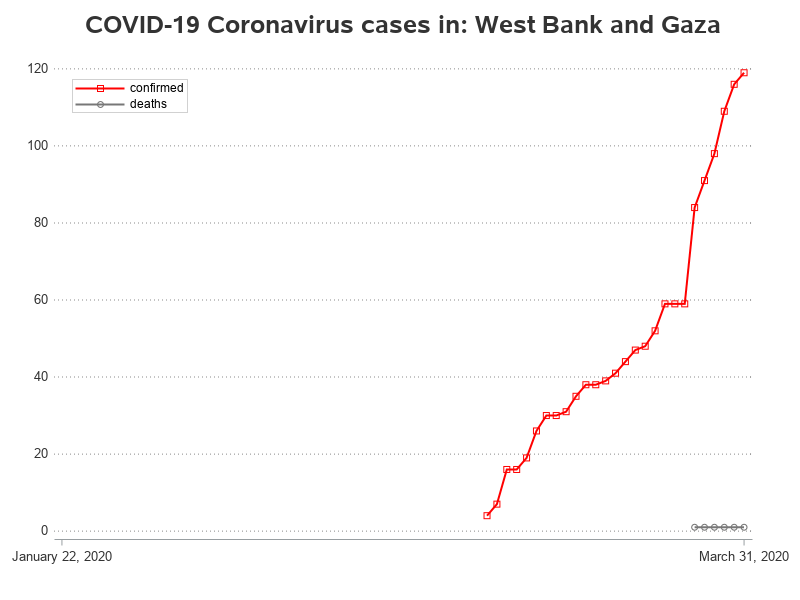 COVID-19 Coronavirus cases in: West Bank and Gaza
120
confirmed
deaths
100
80
60
40
20
0
January 22, 2020
March 31, 2020